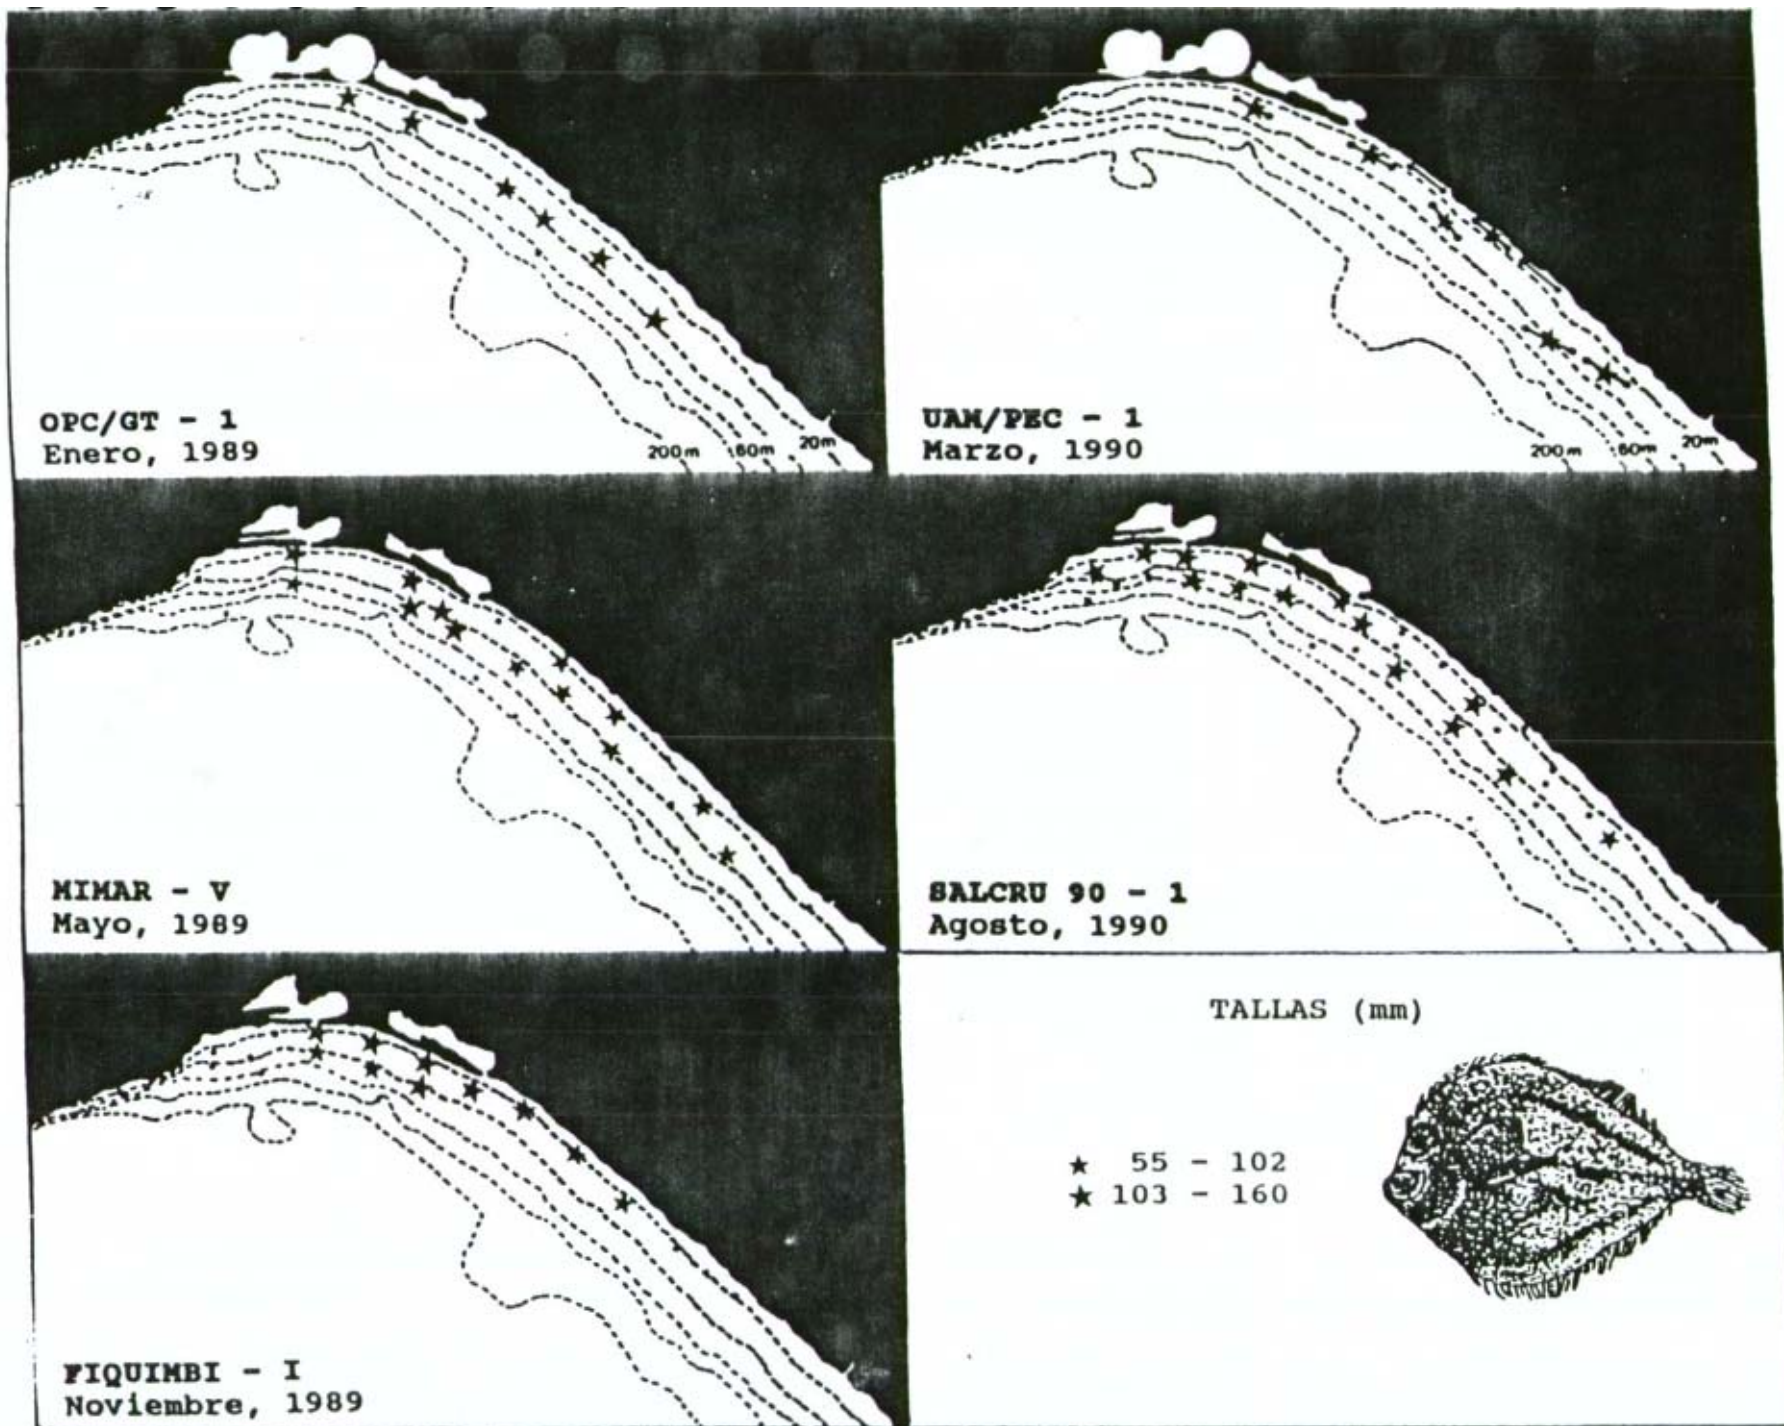 OPC/GT - 1
Enero, 1989
200m 60m 20m
UAM/PEC - 1
Marzo, 1990
200m 60m 20m
MIMAR - V
Mayo, 1989
SALCRU 90 - 1
Agosto, 1990
FIQUIMBI - I
Noviembre, 1989
TALLAS (mm)
★ 55 - 102
★ 103 - 160